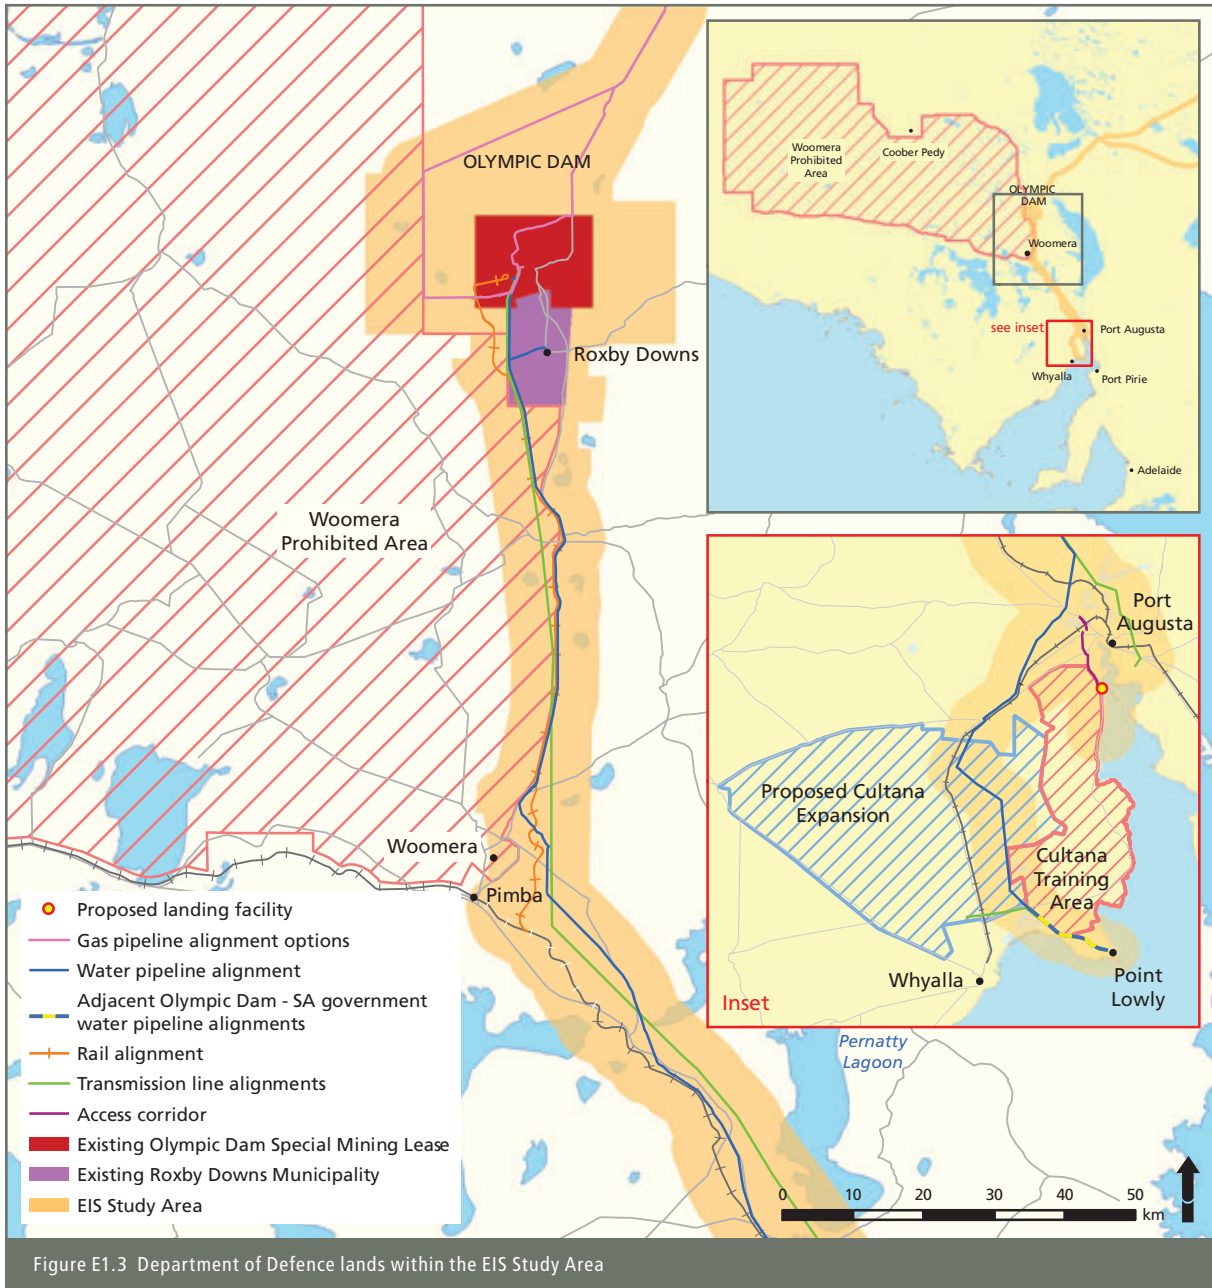 OLYMPIC DAM
Roxby Downs
Woomera
Prohibited Area
Woomera
Pimba
Pernatty
Lagoon
Woomera
Prohibited
Area
Coober Pedy
OLYMPIC
DAM
Woomera
see inset
Port Augusta
Whyalla
Port Pirie
Adelaide
Port
Augusta
Proposed Cultana
Expansion
Cultana
Training
Area
Whyalla
Point
Lowly
Inset
Proposed landing facility
Gas pipeline alignment options
Water pipeline alignment
Adjacent Olympic Dam - SA government
water pipeline alignments
Rail alignment
Transmission line alignments
Access corridor
Existing Olympic Dam Special Mining Lease
Existing Roxby Downs Municipality
EIS Study Area
0 10 20 30 40 50
km
Figure E1.3 Department of Defence lands within the EIS Study Area